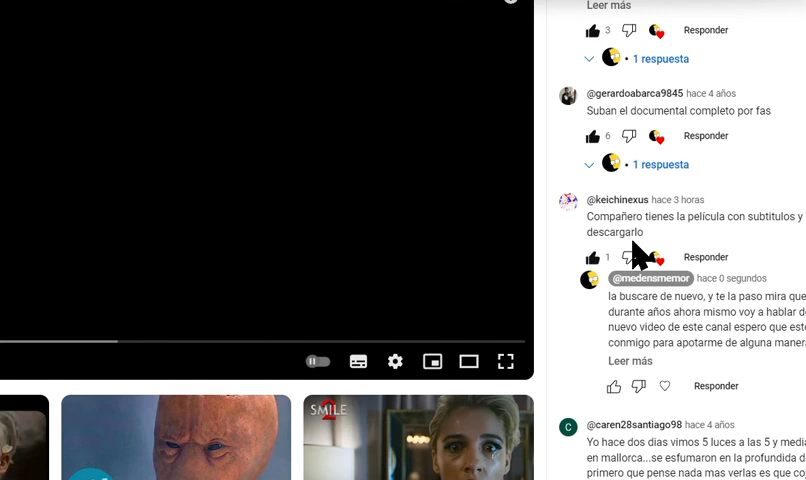 Leer más
3 Responder
1 respuesta
@gerardoabarca9845 hace 4 años
Suban el documental completo por fas
6 Responder
1 respuesta
@keichinexus hace 3 horas
Compañero tienes la película con subtitulos y
descargarlo
1 Responder
@medensmemor hace 0 segundos
la buscare de nuevo, y te la paso mira que
durante años ahora mismo voy a hablar de
nuevo video de este canal espero que este
conmigo para apotarme de alguna manera
Leer más
Responder
SMILE 2
C @caren28santiago98 hace 4 años
Yo hace dos dias vimos 5 luces a las 5 y media
en mallorca...se esfumaron en la profundida d
primero que pense nada mas verlas es que co